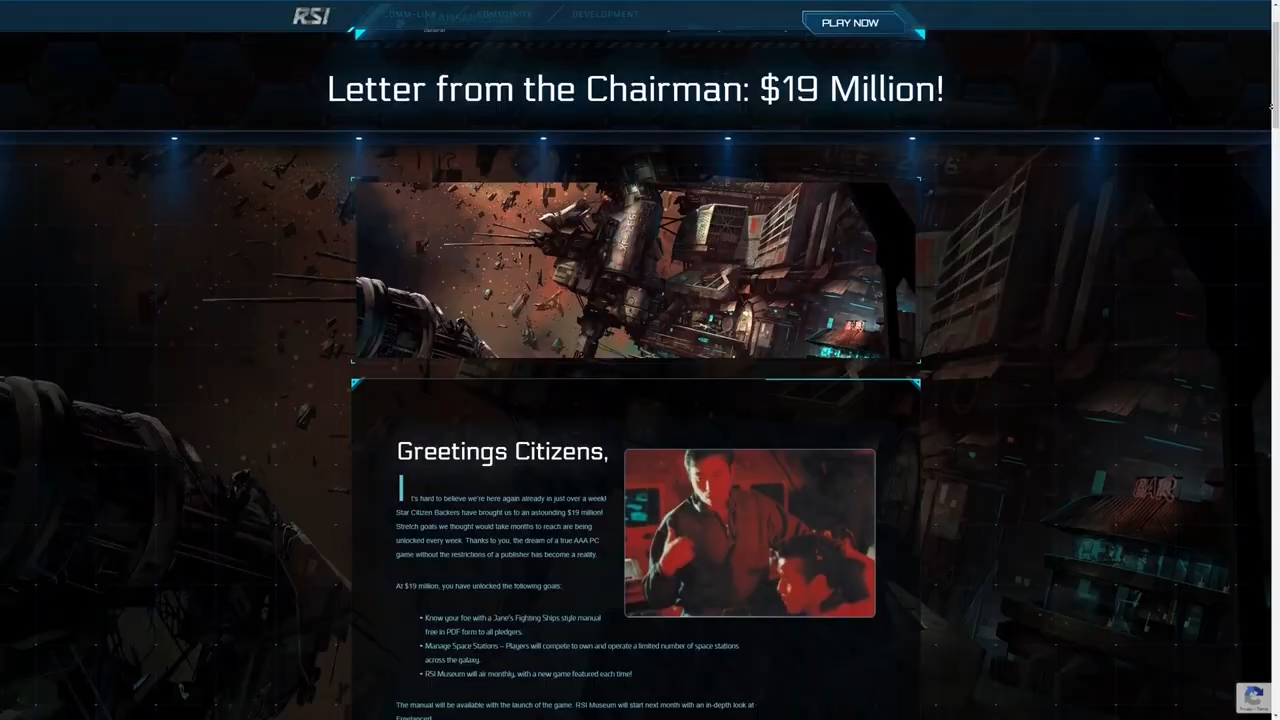 RSI
COMM-LINK
COMMUNITY
DEVELOPMENT
PLAY NOW
Letter from the Chairman: $19 Million!
Greetings Citizens,
It's hard to believe we're here again already in just over a week!
Star Citizen Backers have brought us to an astounding $19 million!
Stretch goals we thought would take months to reach are being
unlocked every week. Thanks to you, the dream of a true AAA PC
game without the restrictions of a publisher has become a reality.
At $19 million, you have unlocked the following goals:
Know your foe with a Jane's Fighting Ships style manual
free in PDF form to all pledgers.
Manage Space Stations – Players will compete to own and operate a limited number of space stations
across the galaxy.
RSI Museum will air monthly, with a new game featured each time!
The manual will be available with the launch of the game. RSI Museum will start next month with an in-depth look at
Freelancer!
Privacy - Terms